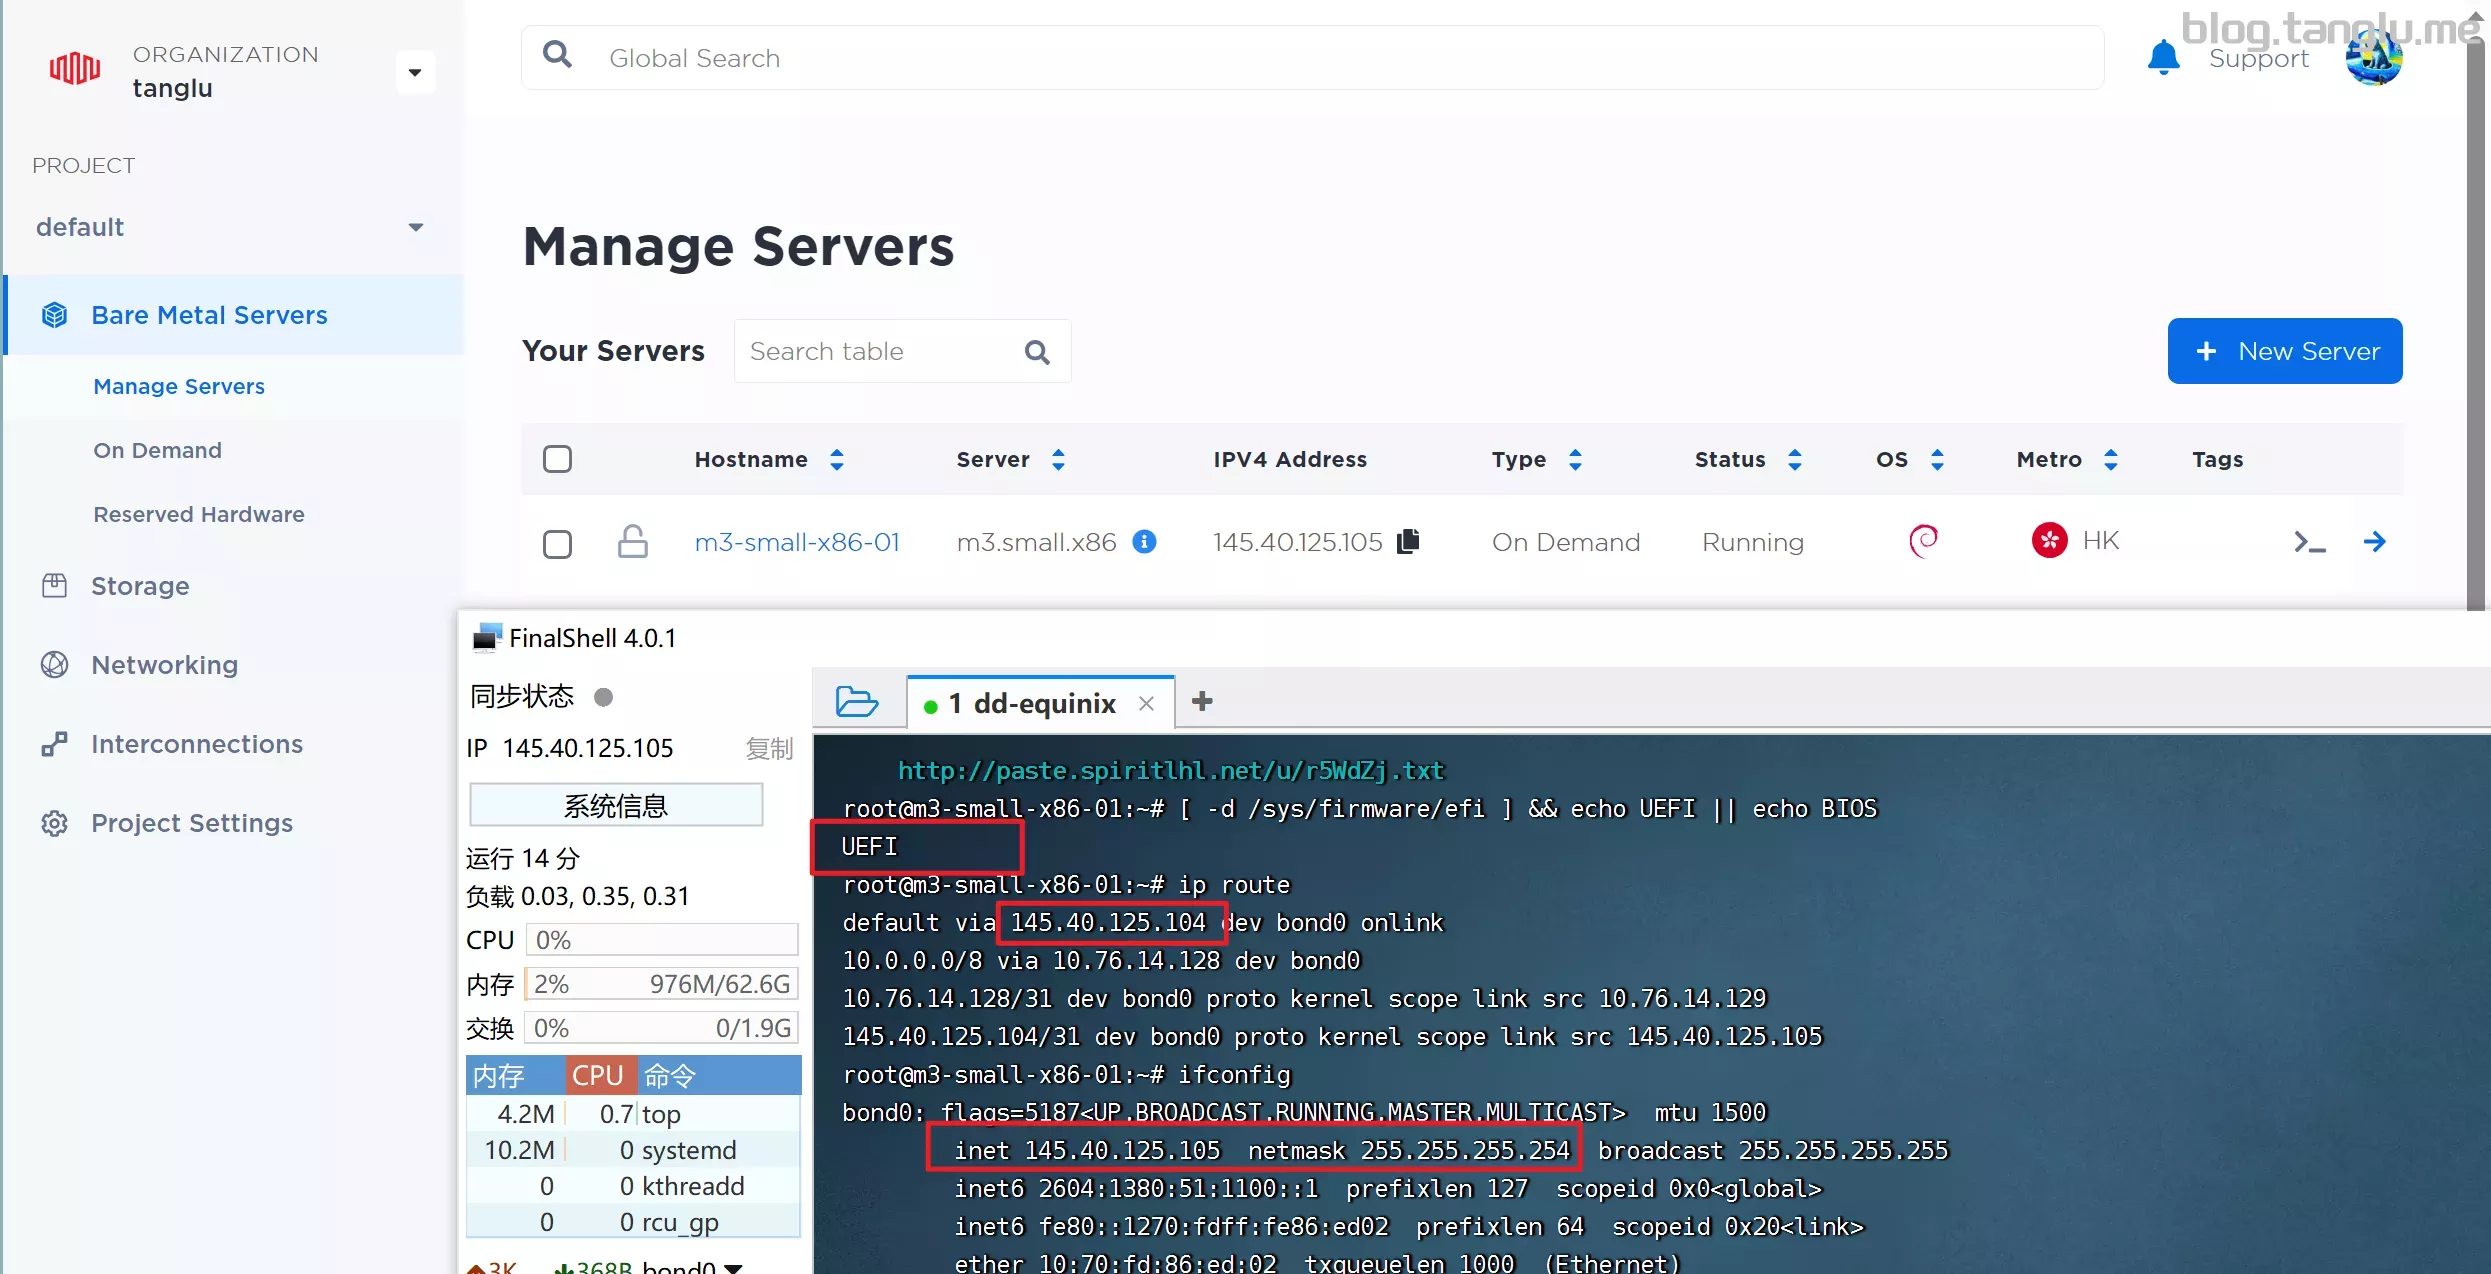 blog.tanglu.me
ORGANIZATION
tanglu
Global Search
Support
PROJECT
default
Bare Metal Servers
Manage Servers
On Demand
Reserved Hardware
Storage
Networking
Interconnections
Project Settings
Manage Servers
Your Servers
Search table
+ New Server
Hostname Server IPV4 Address Type Status OS Metro Tags
m3-small-x86-01 m3.small.x86 145.40.125.105 On Demand Running HK
FinalShell 4.0.1
同步状态
IP 145.40.125.105 复制
系统信息
运行 14 分
负载 0.03, 0.35, 0.31
CPU 0%
内存 2% 976M/62.6G
交换 0% 0/1.9G
内存 CPU 命令
4.2M 0.7 top
10.2M 0 systemd
0 0 kthreadd
0 0 rcu_gp
3K 368B bond0
1 dd-equinix
http://paste.spiritlhl.net/u/r5WdZj.txt
root@m3-small-x86-01:~# [ -d /sys/firmware/efi ] && echo UEFI || echo BIOS
UEFI
root@m3-small-x86-01:~# ip route
default via 145.40.125.104 dev bond0 onlink
10.0.0.0/8 via 10.76.14.128 dev bond0
10.76.14.128/31 dev bond0 proto kernel scope link src 10.76.14.129
145.40.125.104/31 dev bond0 proto kernel scope link src 145.40.125.105
root@m3-small-x86-01:~# ifconfig
bond0: flags=5187<UP,BROADCAST,RUNNING,MASTER,MULTICAST> mtu 1500
inet 145.40.125.105 netmask 255.255.255.254 broadcast 255.255.255.255
inet6 2604:1380:51:1100::1 prefixlen 127 scopeid 0x0<global>
inet6 fe80::1270:fdff:fe86:ed02 prefixlen 64 scopeid 0x20<link>
ether 10:70:fd:86:ed:02 txqueuelen 1000 (Ethernet)